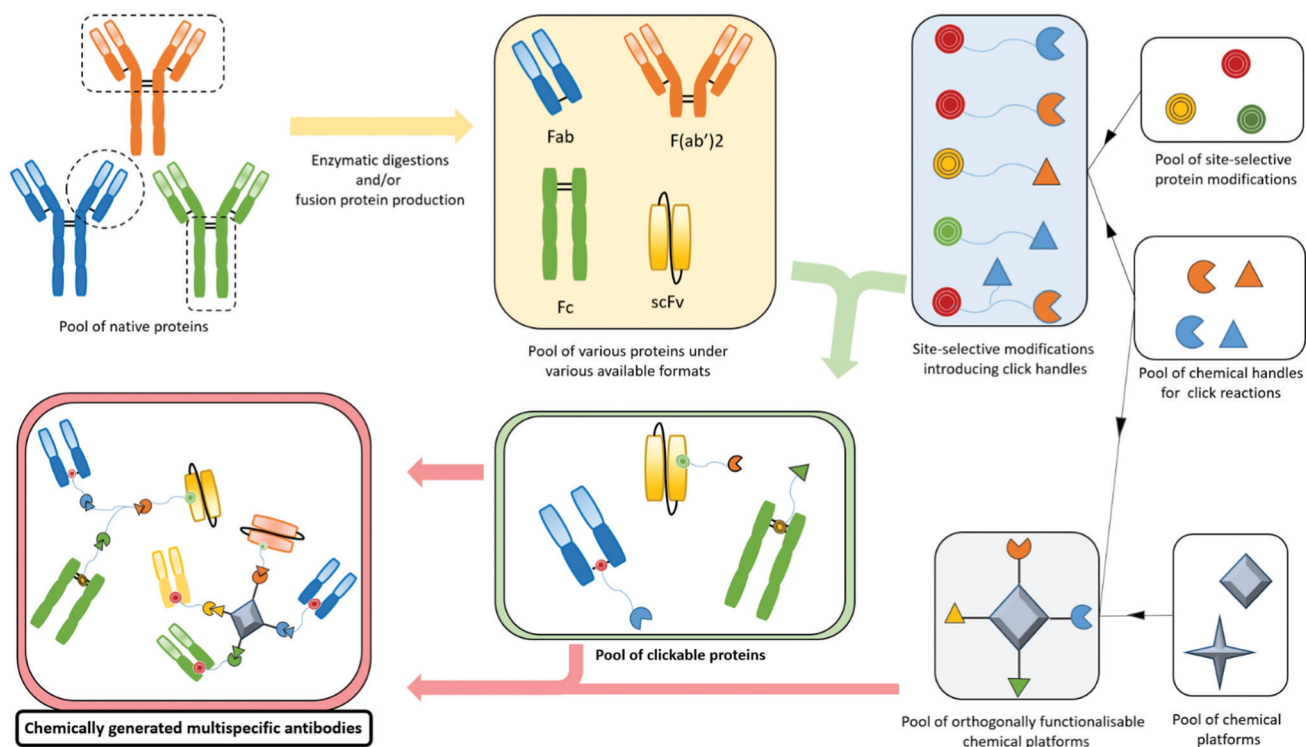 Pool of native proteins
Enzymatic digestions
and/or
fusion protein production
Fab
F(ab’)2
Fc
scFv
Pool of various proteins under
various available formats
Site-selective modifications
introducing click handles
Pool of site-selective
protein modifications
Pool of chemical handles
for click reactions
Chemically generated multispecific antibodies
Pool of clickable proteins
Pool of orthogonally functionalisable
chemical platforms
Pool of chemical
platforms